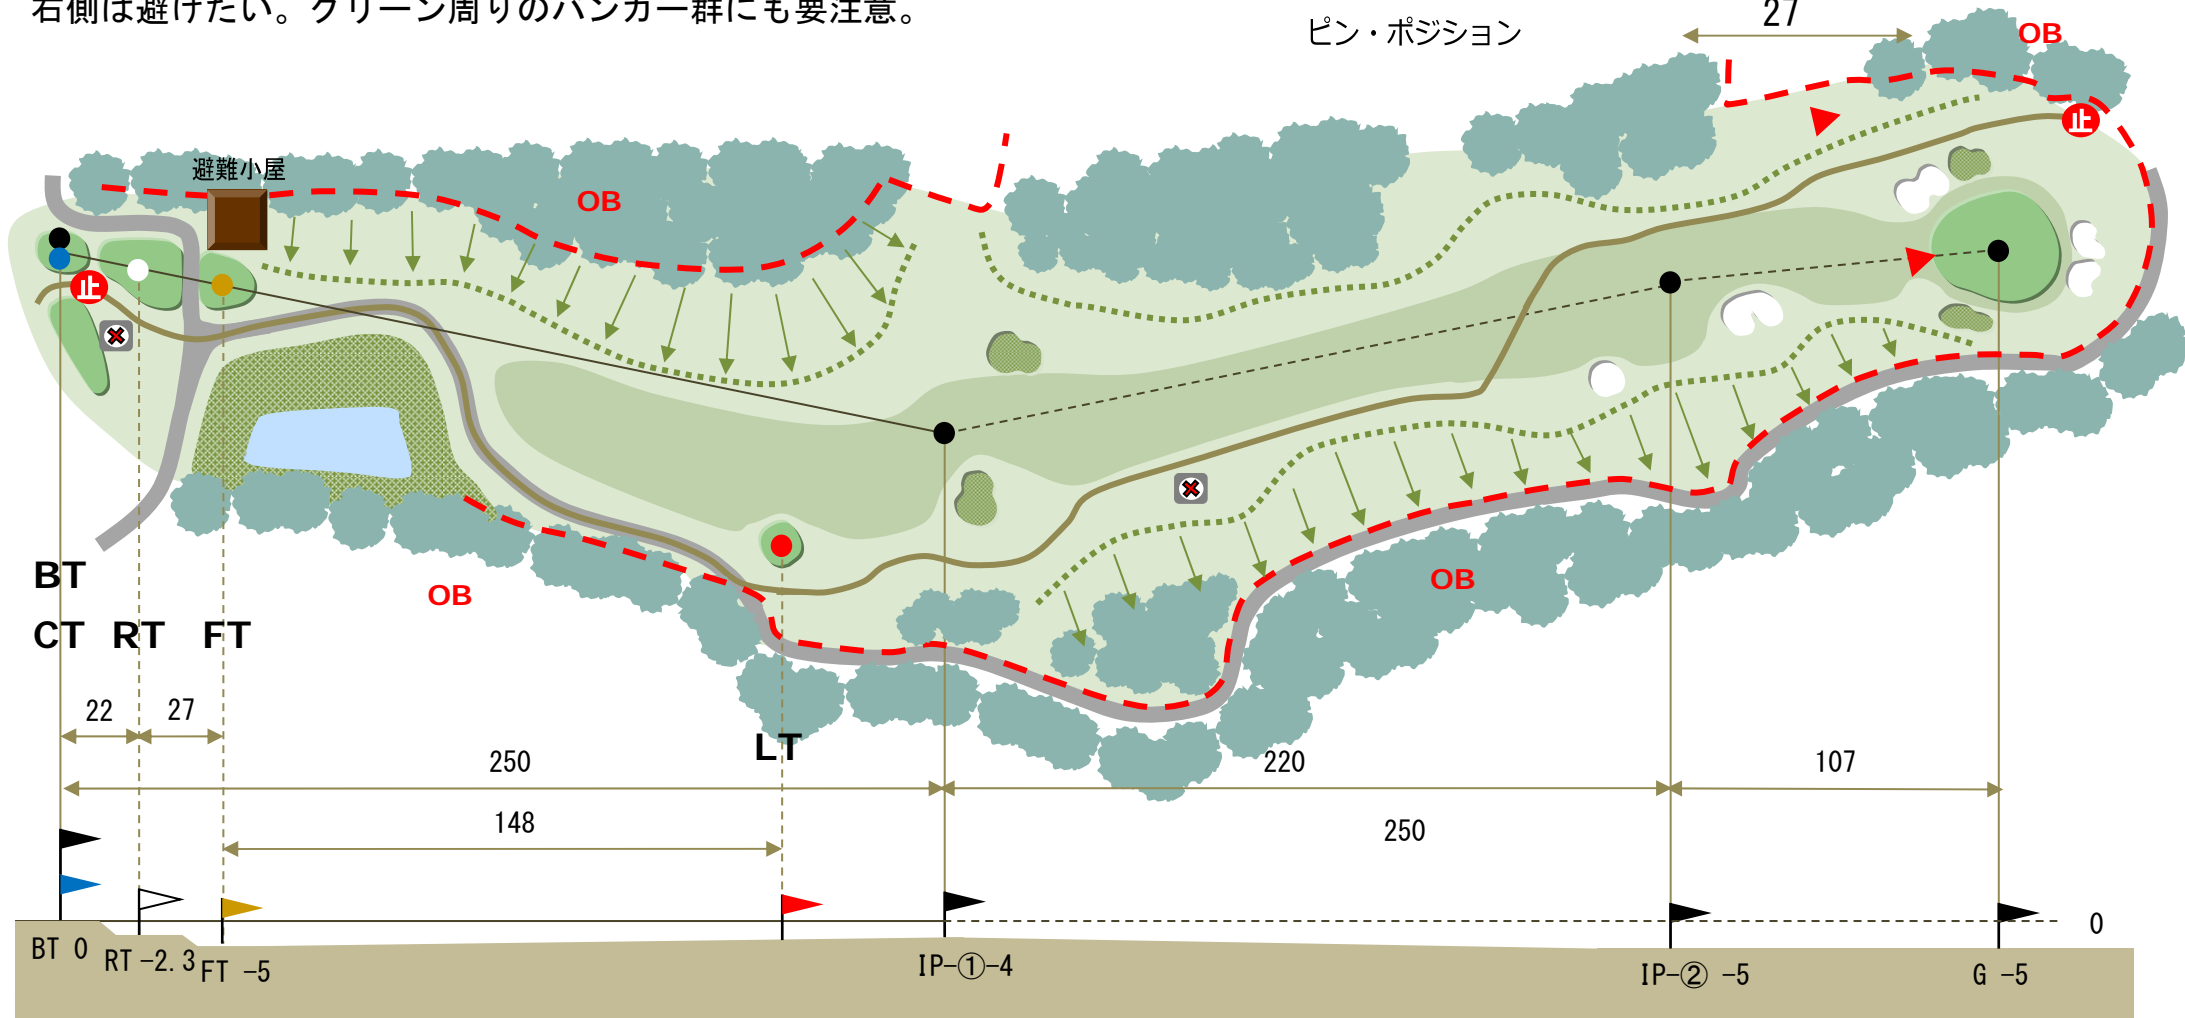 右側は避けたい。グリーン周りのバンカー群にも要注意。
ピン・ポジション
27
OB
止
避難小屋
OB
止
OB
OB
BT
CT RT FT
22 27
LT
250 220 107
148 250
0
BT 0
RT -2.3
FT -5
IP-①-4
IP-② -5
G -5